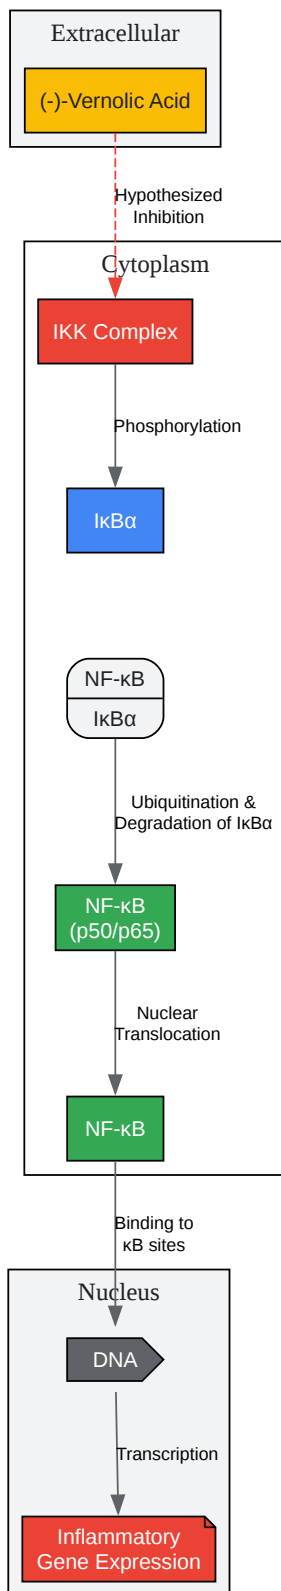 Extracellular
(-)-Vernolic Acid
Hypothesized
Inhibition
Cytoplasm
IKK Complex
Phosphorylation
IκBα
NF-κB
IκBα
Ubiquitination &
Degradation of IκBα
NF-κB
(p50/p65)
Nuclear
Translocation
NF-κB
Binding to
κB sites
Nucleus
DNA
Transcription
Inflammatory
Gene Expression